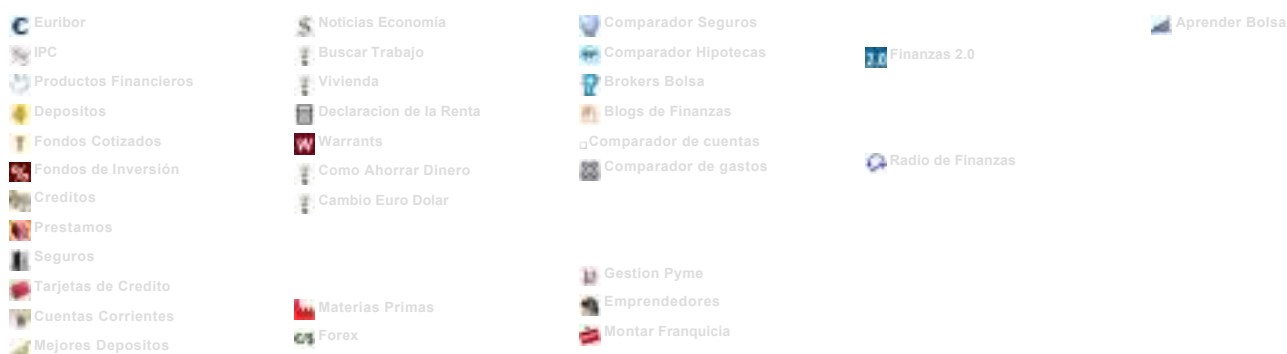 Euribor
IPC
Productos Financieros
Depositos
Fondos Cotizados
Fondos de Inversión
Creditos
Prestamos
Seguros
Tarjetas de Credito
Cuentas Corrientes
Mejores Depositos
Noticias Economia
Buscar Trabajo
Vivienda
Declaracion de la Renta
Warrants
Como Ahorrar Dinero
Cambio Euro Dolar
Materias Primas
Forex
Comparador Seguros
Comparador Hipotecas
Brokers Bolsa
Blogs de Finanzas
Comparador de cuentas
Comparador de gastos
Gestion Pyme
Emprendedores
Montar Franquicia
Finanzas 2.0
Radio de Finanzas
Aprender Bolsa